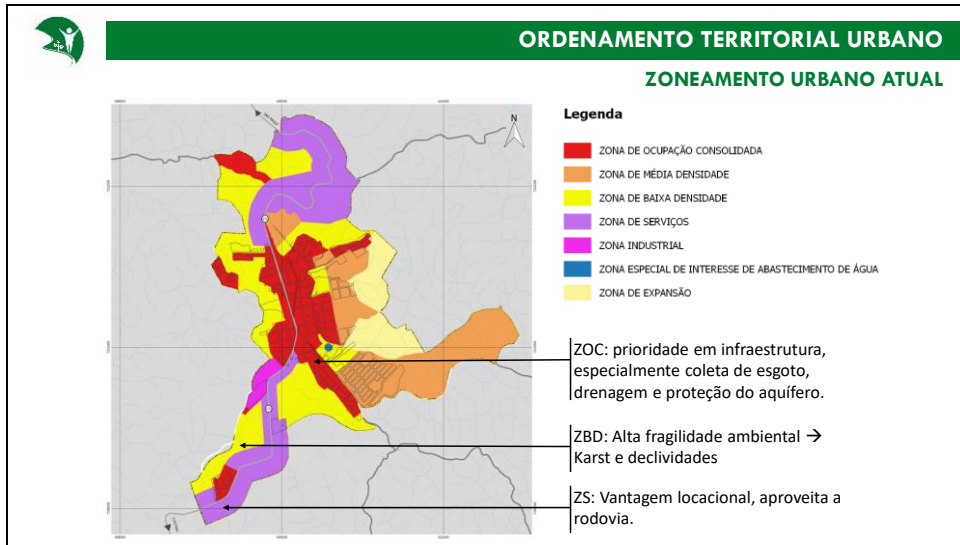 ORDENAMENTO TERRITORIAL URBANO
ZONEAMENTO URBANO ATUAL
N
Legenda
ZONA DE OCUPAÇÃO CONSOLIDADA
ZONA DE MÉDIA DENSIDADE
ZONA DE BAIXA DENSIDADE
ZONA DE SERVIÇOS
ZONA INDUSTRIAL
ZONA ESPECIAL DE INTERESSE DE ABASTECIMENTO DE ÁGUA
ZONA DE EXPANSÃO
ZOC: prioridade em infraestrutura,
especialmente coleta de esgoto,
drenagem e proteção do aquífero.
ZBD: Alta fragilidade ambiental →
Karst e declividades
ZS: Vantagem locacional, aproveita a
rodovia.